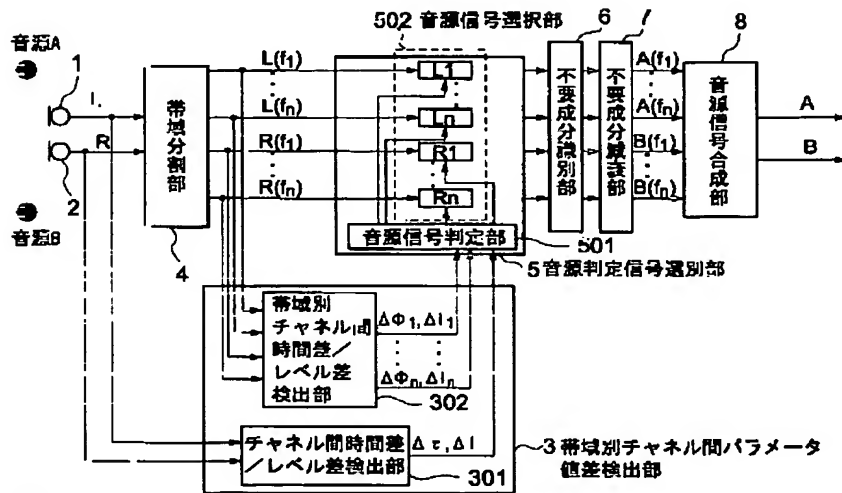 502 音源信号選択部
6
7
8
音源A
1
L
R
2
音源B
帯域分割部
4
L(f1)
L(fn)
R(f1)
R(fn)
L1
Ln
R1
Rn
音源信号判定部
501
5 音源判定信号選別部
不要成分識別部
不要成分減衰部
A(f1)
A(fn)
B(f1)
B(fn)
音源信号合成部
A
B
帯域別
チャネル間
時間差/
レベル差
検出部
302
ΔΦ1, ΔI1
ΔΦn, ΔIn
チャネル間時間差
/レベル差検出部
301
Δτ, ΔI
3 帯域別チャネル間パラメータ
値差検出部